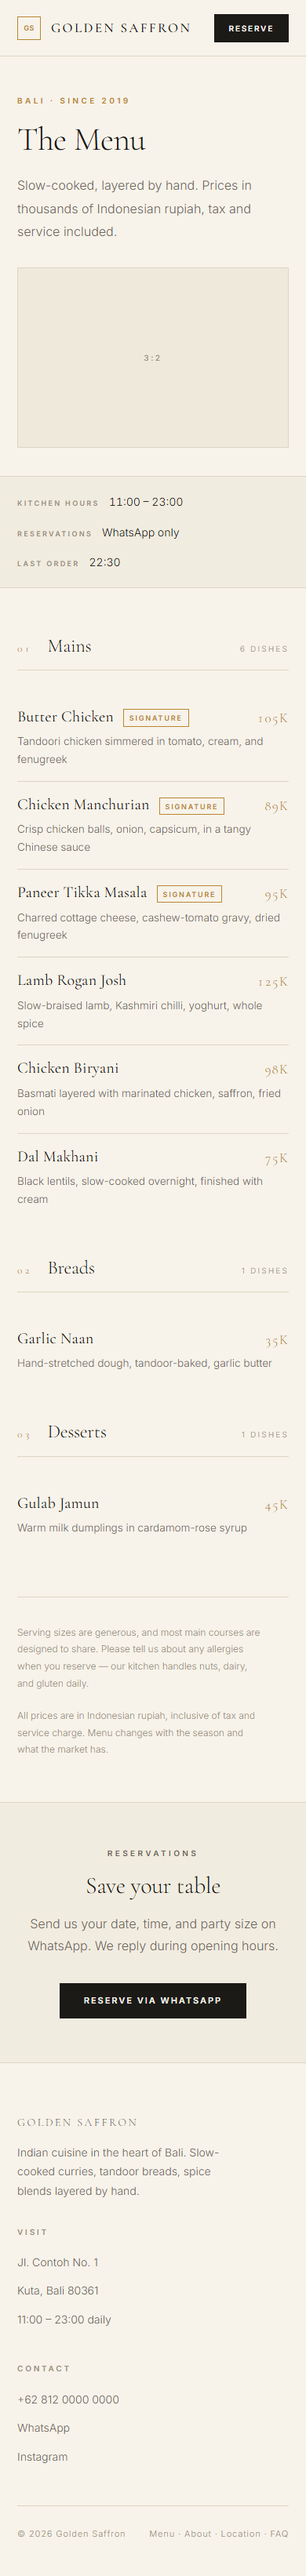 GS GOLDEN SAFFRON RESERVE
BALI · SINCE 2019
The Menu
Slow-cooked, layered by hand. Prices in
thousands of Indonesian rupiah, tax and
service included.
3:2
KITCHEN HOURS 11:00 – 23:00
RESERVATIONS WhatsApp only
LAST ORDER 22:30
01 Mains 6 DISHES
Butter Chicken SIGNATURE 105K
Tandoori chicken simmered in tomato, cream, and
fenugreek
Chicken Manchurian SIGNATURE 89K
Crisp chicken balls, onion, capsicum, in a tangy
Chinese sauce
Paneer Tikka Masala SIGNATURE 95K
Charred cottage cheese, cashew-tomato gravy, dried
fenugreek
Lamb Rogan Josh 125K
Slow-braised lamb, Kashmiri chilli, yoghurt, whole
spice
Chicken Biryani 98K
Basmati layered with marinated chicken, saffron, fried
onion
Dal Makhani 75K
Black lentils, slow-cooked overnight, finished with
cream
02 Breads 1 DISHES
Garlic Naan 35K
Hand-stretched dough, tandoor-baked, garlic butter
03 Desserts 1 DISHES
Gulab Jamun 45K
Warm milk dumplings in cardamom-rose syrup
Serving sizes are generous, and most main courses are
designed to share. Please tell us about any allergies
when you reserve — our kitchen handles nuts, dairy,
and gluten daily.
All prices are in Indonesian rupiah, inclusive of tax and
service charge. Menu changes with the season and
what the market has.
RESERVATIONS
Save your table
Send us your date, time, and party size on
WhatsApp. We reply during opening hours.
RESERVE VIA WHATSAPP
GOLDEN SAFFRON
Indian cuisine in the heart of Bali. Slow-
cooked curries, tandoor breads, spice
blends layered by hand.
VISIT
Jl. Contoh No. 1
Kuta, Bali 80361
11:00 – 23:00 daily
CONTACT
+62 812 0000 0000
WhatsApp
Instagram
© 2026 Golden Saffron Menu · About · Location · FAQ